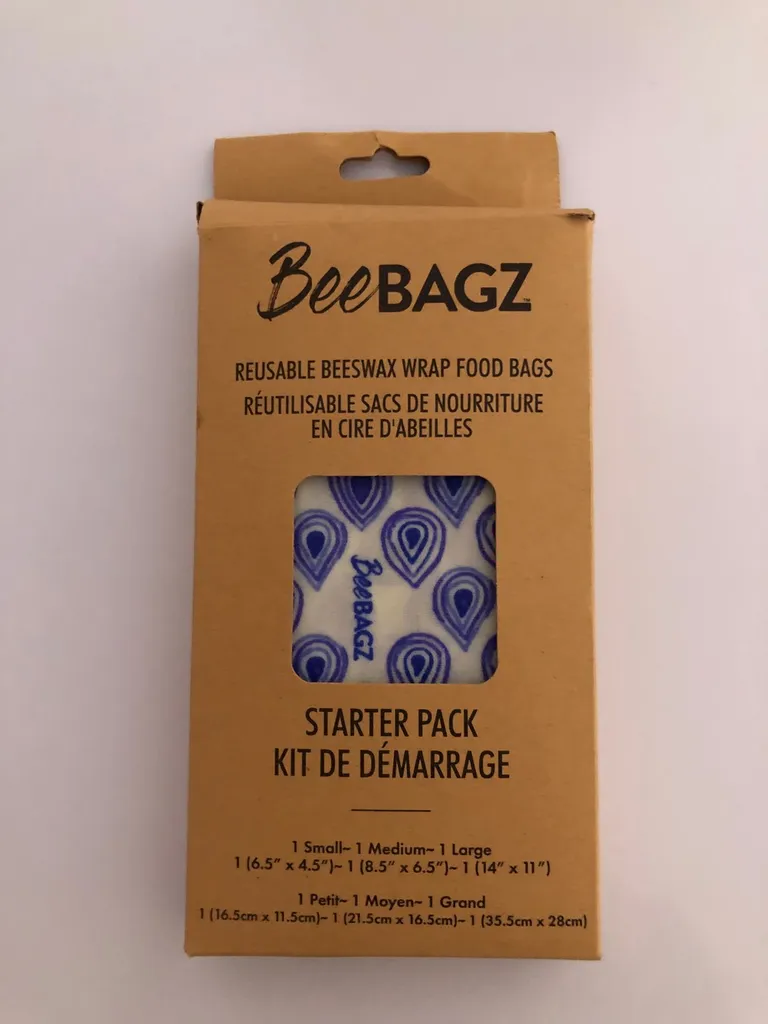 BeeBAGZ™
REUSABLE BEESWAX WRAP FOOD BAGS
RÉUTILISABLE SACS DE NOURRITURE
EN CIRE D'ABEILLES
BeeBAGZ
STARTER PACK
KIT DE DÉMARRAGE
1 Small~ 1 Medium~ 1 Large
1 (6.5" x 4.5")~ 1 (8.5" x 6.5")~ 1 (14" x 11")
1 Petit~ 1 Moyen~ 1 Grand
1 (16.5cm x 11.5cm)~ 1 (21.5cm x 16.5cm)~ 1 (35.5cm x 28cm)